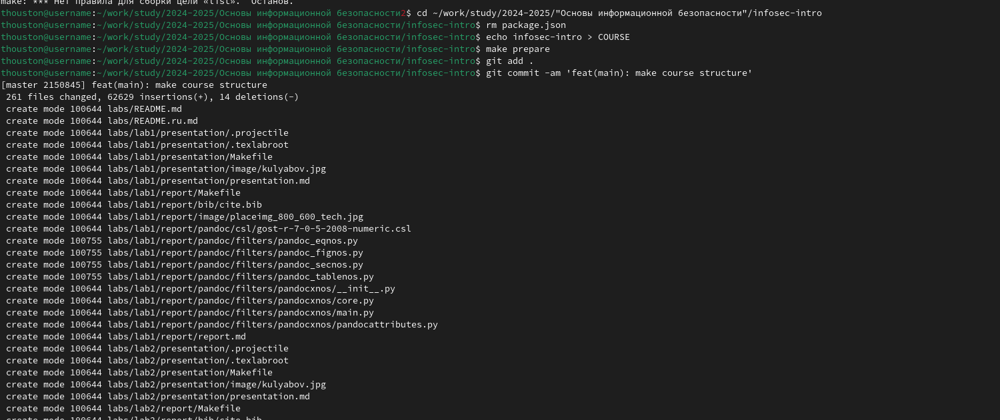 make: *** Нет правила для сборки цели «list».  Останов.
thouston@username:~/work/study/2024-2025/Основы информационной безопасности2$ cd ~/work/study/2024-2025/"Основы информационной безопасности"/infosec-intro
thouston@username:~/work/study/2024-2025/Основы информационной безопасности/infosec-intro$ rm package.json
thouston@username:~/work/study/2024-2025/Основы информационной безопасности/infosec-intro$ echo infosec-intro > COURSE
thouston@username:~/work/study/2024-2025/Основы информационной безопасности/infosec-intro$ make prepare
thouston@username:~/work/study/2024-2025/Основы информационной безопасности/infosec-intro$ git add .
thouston@username:~/work/study/2024-2025/Основы информационной безопасности/infosec-intro$ git commit -am 'feat(main): make course structure'
[master 2150845] feat(main): make course structure
 261 files changed, 62629 insertions(+), 14 deletions(-)
 create mode 100644 labs/README.md
 create mode 100644 labs/README.ru.md
 create mode 100644 labs/lab1/presentation/.projectile
 create mode 100644 labs/lab1/presentation/.texlabroot
 create mode 100644 labs/lab1/presentation/Makefile
 create mode 100644 labs/lab1/presentation/image/kulyabov.jpg
 create mode 100644 labs/lab1/presentation/presentation.md
 create mode 100644 labs/lab1/report/Makefile
 create mode 100644 labs/lab1/report/bib/cite.bib
 create mode 100644 labs/lab1/report/image/placeimg_800_600_tech.jpg
 create mode 100644 labs/lab1/report/pandoc/csl/gost-r-7-0-5-2008-numeric.csl
 create mode 100755 labs/lab1/report/pandoc/filters/pandoc_eqnos.py
 create mode 100755 labs/lab1/report/pandoc/filters/pandoc_fignos.py
 create mode 100755 labs/lab1/report/pandoc/filters/pandoc_secnos.py
 create mode 100755 labs/lab1/report/pandoc/filters/pandoc_tablenos.py
 create mode 100644 labs/lab1/report/pandoc/filters/pandocxnos/__init__.py
 create mode 100644 labs/lab1/report/pandoc/filters/pandocxnos/core.py
 create mode 100644 labs/lab1/report/pandoc/filters/pandocxnos/main.py
 create mode 100644 labs/lab1/report/pandoc/filters/pandocxnos/pandocattributes.py
 create mode 100644 labs/lab1/report/report.md
 create mode 100644 labs/lab2/presentation/.projectile
 create mode 100644 labs/lab2/presentation/.texlabroot
 create mode 100644 labs/lab2/presentation/Makefile
 create mode 100644 labs/lab2/presentation/image/kulyabov.jpg
 create mode 100644 labs/lab2/presentation/presentation.md
 create mode 100644 labs/lab2/report/Makefile
 create mode 100644 labs/lab2/report/bib/cite.bib